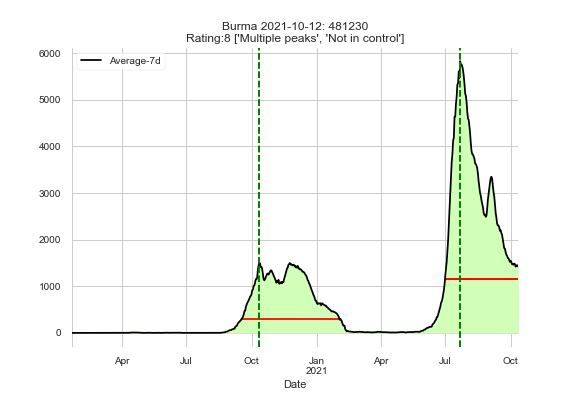 Burma 2021-10-12: 481230
Rating:8 ['Multiple peaks', 'Not in control']
Average-7d
6000
5000
4000
3000
2000
1000
0
Apr Jul Oct Jan Apr Jul Oct
2021
Date